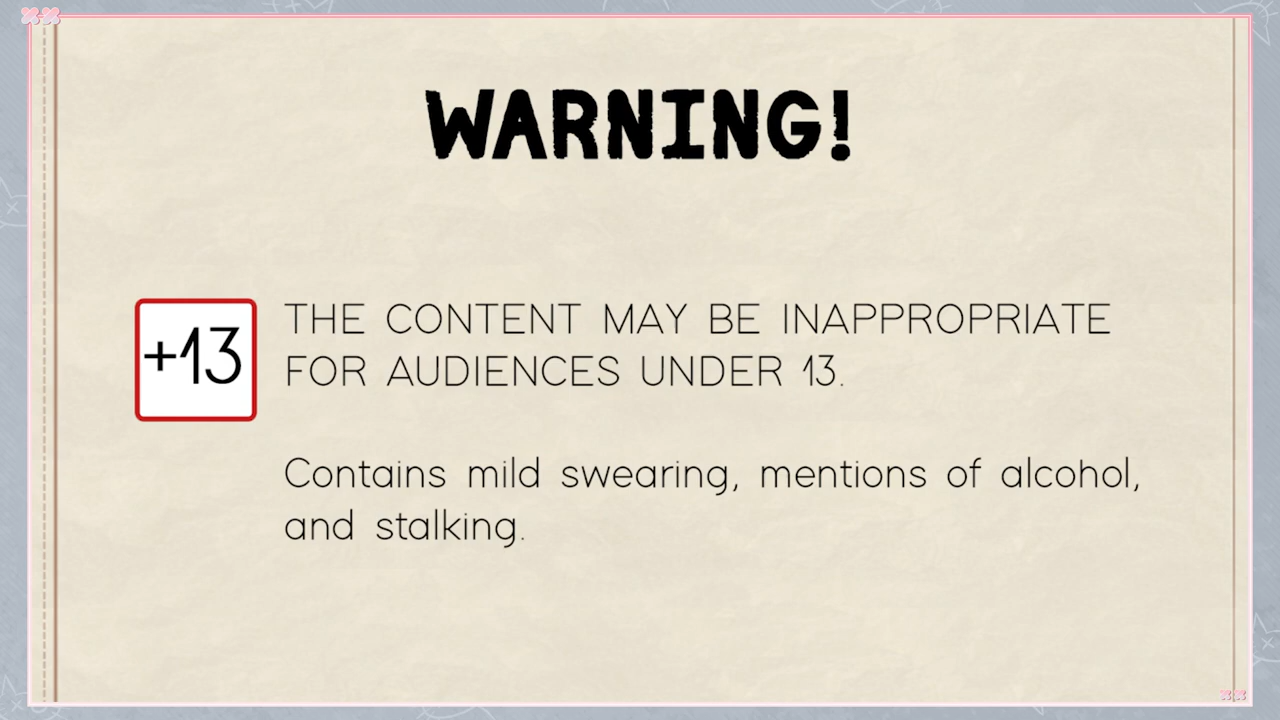 WARNING!
+13
THE CONTENT MAY BE INAPPROPRIATE
FOR AUDIENCES UNDER 13.
Contains mild swearing, mentions of alcohol,
and stalking.